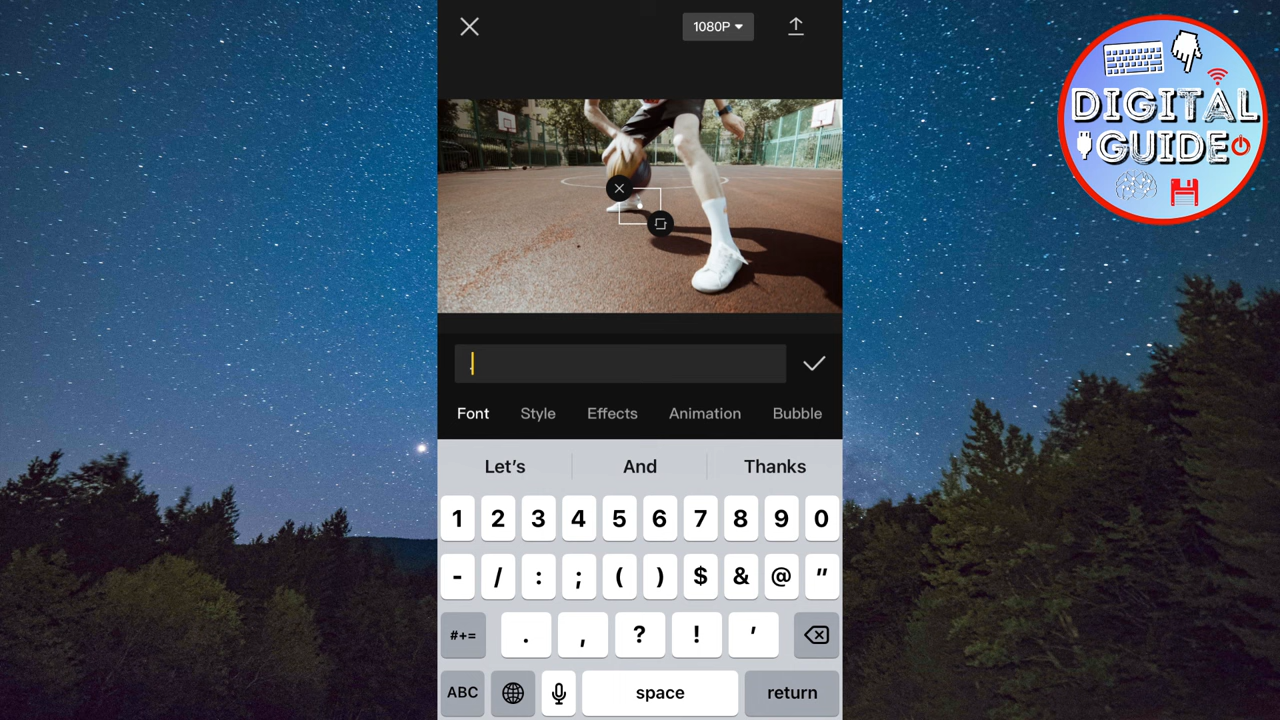 1080P
DIGITAL
GUIDE
.
Font Style Effects Animation Bubble
Let's And Thanks
1 2 3 4 5 6 7 8 9 0
- / : ; ( ) $ & @ "
#+= . , ? ! '
ABC space return